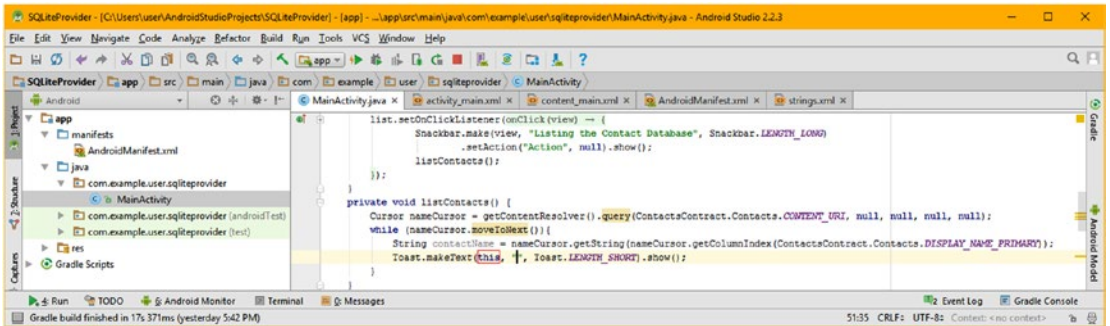 SQLiteProvider - [C:\Users\user\AndroidStudioProjects\SQLiteProvider] - [app] - ...\app\src\main\java\com\example\user\sqliteprovider\MainActivity.java - Android Studio 2.2.3
File Edit View Navigate Code Analyze Refactor Build Run Tools VCS Window Help
app
SQLiteProvider app src main java com example user sqliteprovider MainActivity
Android
MainActivity.java × activity_main.xml × content_main.xml × AndroidManifest.xml × strings.xml ×
1: Project
2: Structure
Captures
app
manifests
AndroidManifest.xml
java
com.example.user.sqliteprovider
MainActivity
com.example.user.sqliteprovider (androidTest)
com.example.user.sqliteprovider (test)
res
Gradle Scripts
list.setOnClickListener(onClick(view) → {
Snackbar.make(view, "Listing the Contact Database", Snackbar.LENGTH_LONG)
.setAction("Action", null).show();
listContacts();
});
}
private void listContacts() {
Cursor nameCursor = getContentResolver().query(ContactsContract.Contacts.CONTENT_URI, null, null, null, null);
while (nameCursor.moveToNext()){
String contactName = nameCursor.getString(nameCursor.getColumnIndex(ContactsContract.Contacts.DISPLAY_NAME_PRIMARY));
Toast.makeText(this, "", Toast.LENGTH_SHORT).show();
}
}
Gradle
Android Model
4: Run TODO 6: Android Monitor Terminal 0: Messages 2 Event Log Gradle Console
Gradle build finished in 17s 371ms (yesterday 5:42 PM) 51:35 CRLF÷ UTF-8÷ Context: <no context>